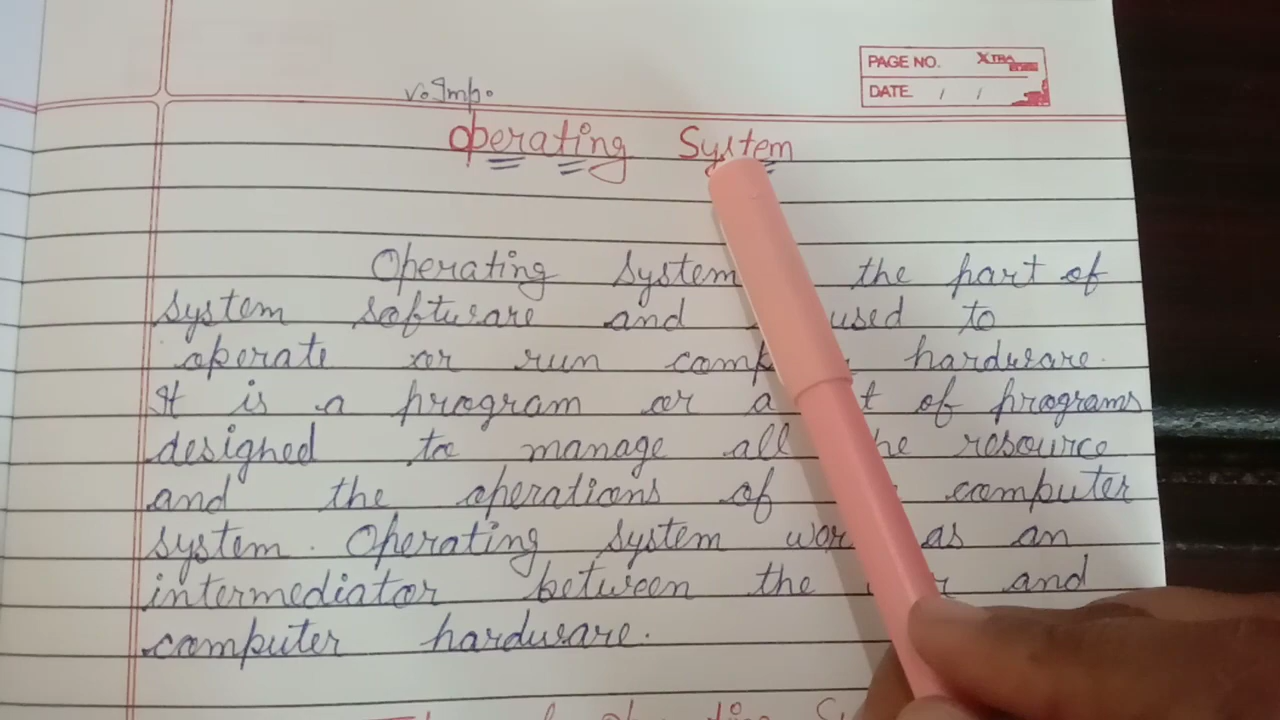 PAGE NO.
XTRA
DATE / /
v. Imp.
Operating System
Operating System the part of
system software and used to
operate or run comp hardware.
It is a program or a t of programs
designed to manage all he resource
and the operations of computer
system. Operating system wor as an
intermediator between the r and
computer hardware.